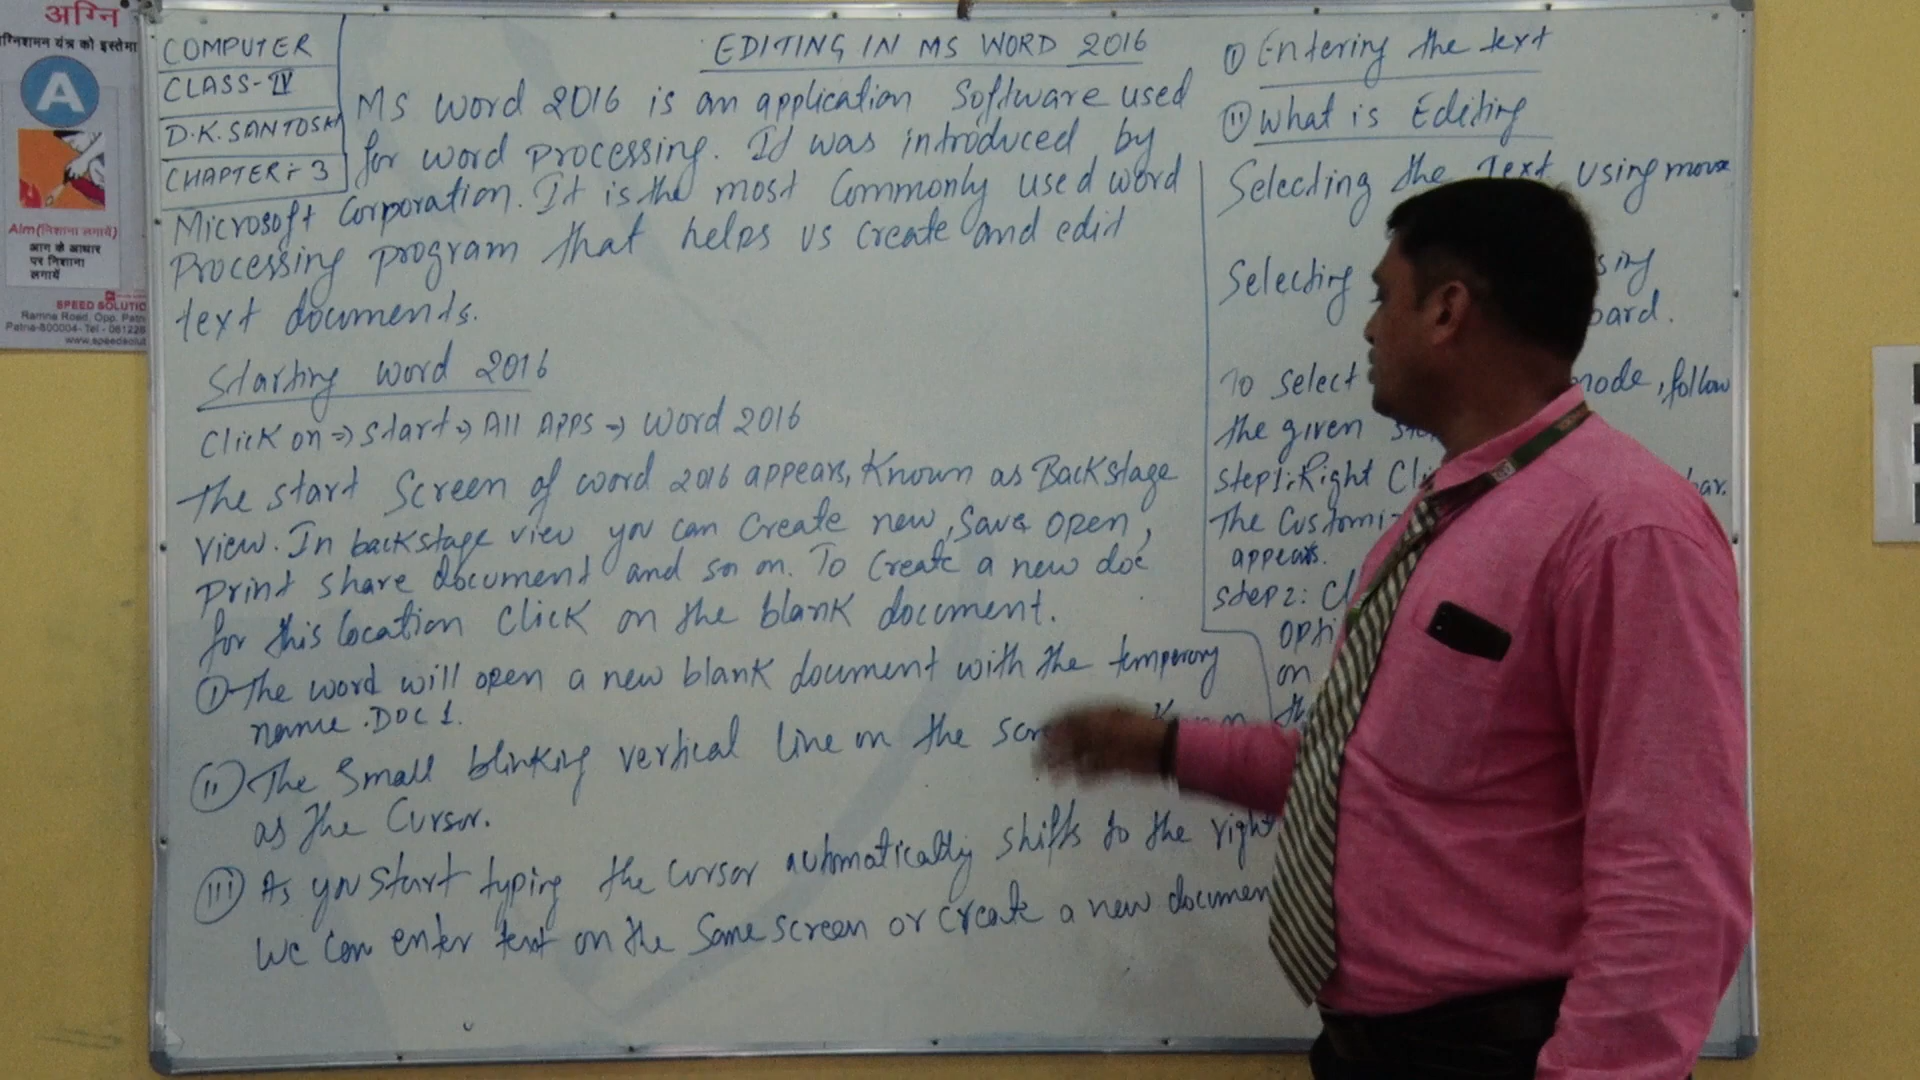 अग्नि
ग्निशमन यंत्र को इस्तेमा
A
Aim(निशाना लगायें)
आग के आधार
पर निशाना
लगायें
SPEED SOLUTIO
Ramna Road, Opp. Patn
Patna-800004- Tel - 061228
www.speedsolut
COMPUTER
CLASS-IV
D.K.SANTOSH
CHAPTER:- 3
EDITING IN MS WORD 2016
MS word 2016 is an application Software used
for word processing. It was introduced by
Microsoft Corporation. It is the most Commonly used word
Processing program that helps us create and edit
text documents.
Starting word 2016
Click on ⇒ Start → All APPS → word 2016
The start Screen of word 2016 appears, Known as Backstage
view. In backstage view you can Create new, Save open,
print share document and so on. To Create a new doc
for this location Click on the blank document.
(i) The word will open a new blank document with the temperory
name .DOC 1.
(ii) The Small blinking vertical line on the
as the Cursor.
(iii) As you Start typing the cursor automatically shifts to the right
we can enter text on the Same screen or create a new documen
(i) Entering the text
(ii) what is Editing
Selecting the Text using
Selecting sing
oard.
To select mode, follow
the given
step1: Right Cli bar.
The Customi
appears.
step 2: Cl
opti
on
th